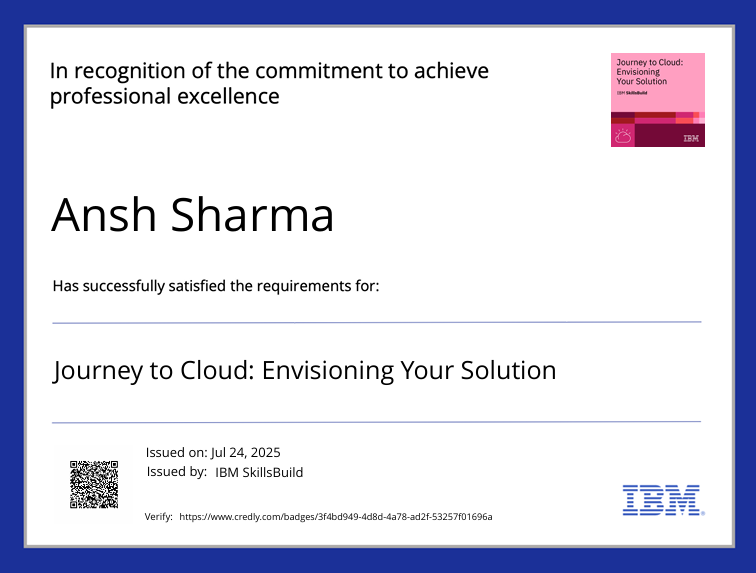 In recognition of the commitment to achieve
professional excellence
Journey to Cloud:
Envisioning
Your Solution
IBM SkillsBuild
IBM
Ansh Sharma
Has successfully satisfied the requirements for:
Journey to Cloud: Envisioning Your Solution
Issued on: Jul 24, 2025
Issued by: IBM SkillsBuild
Verify: https://www.credly.com/badges/3f4bd949-4d8d-4a78-ad2f-53257f01696a
IBM®